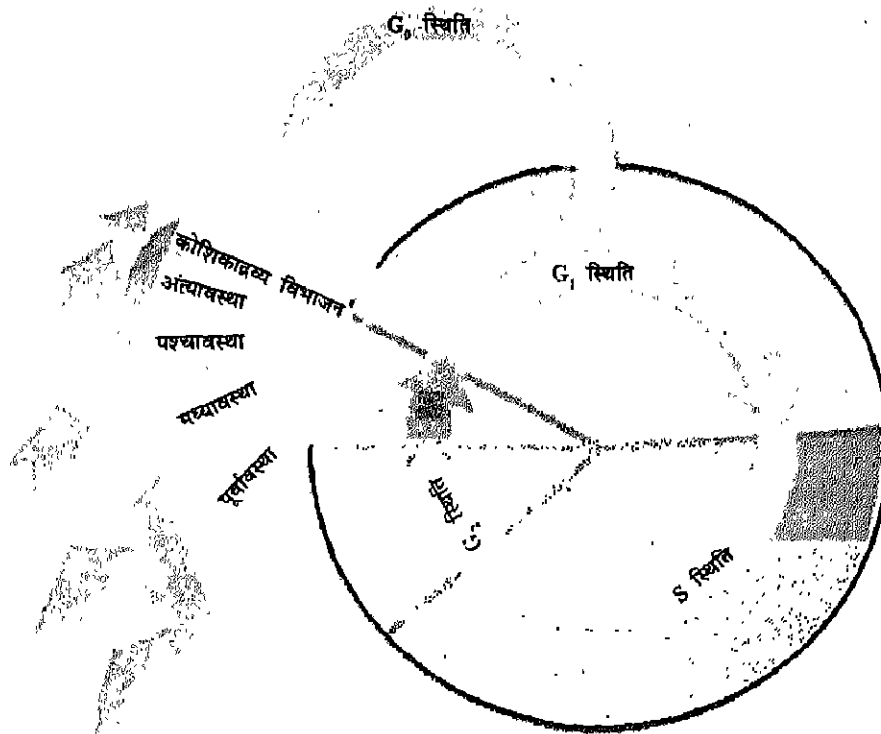 G₀ स्थिति
G₁ स्थिति
कोशिकाद्रव्य विभाजन
अंत्यावस्था
पश्चावस्था
मध्यावस्था
पूर्वावस्था
G₂ स्थिति
S स्थिति